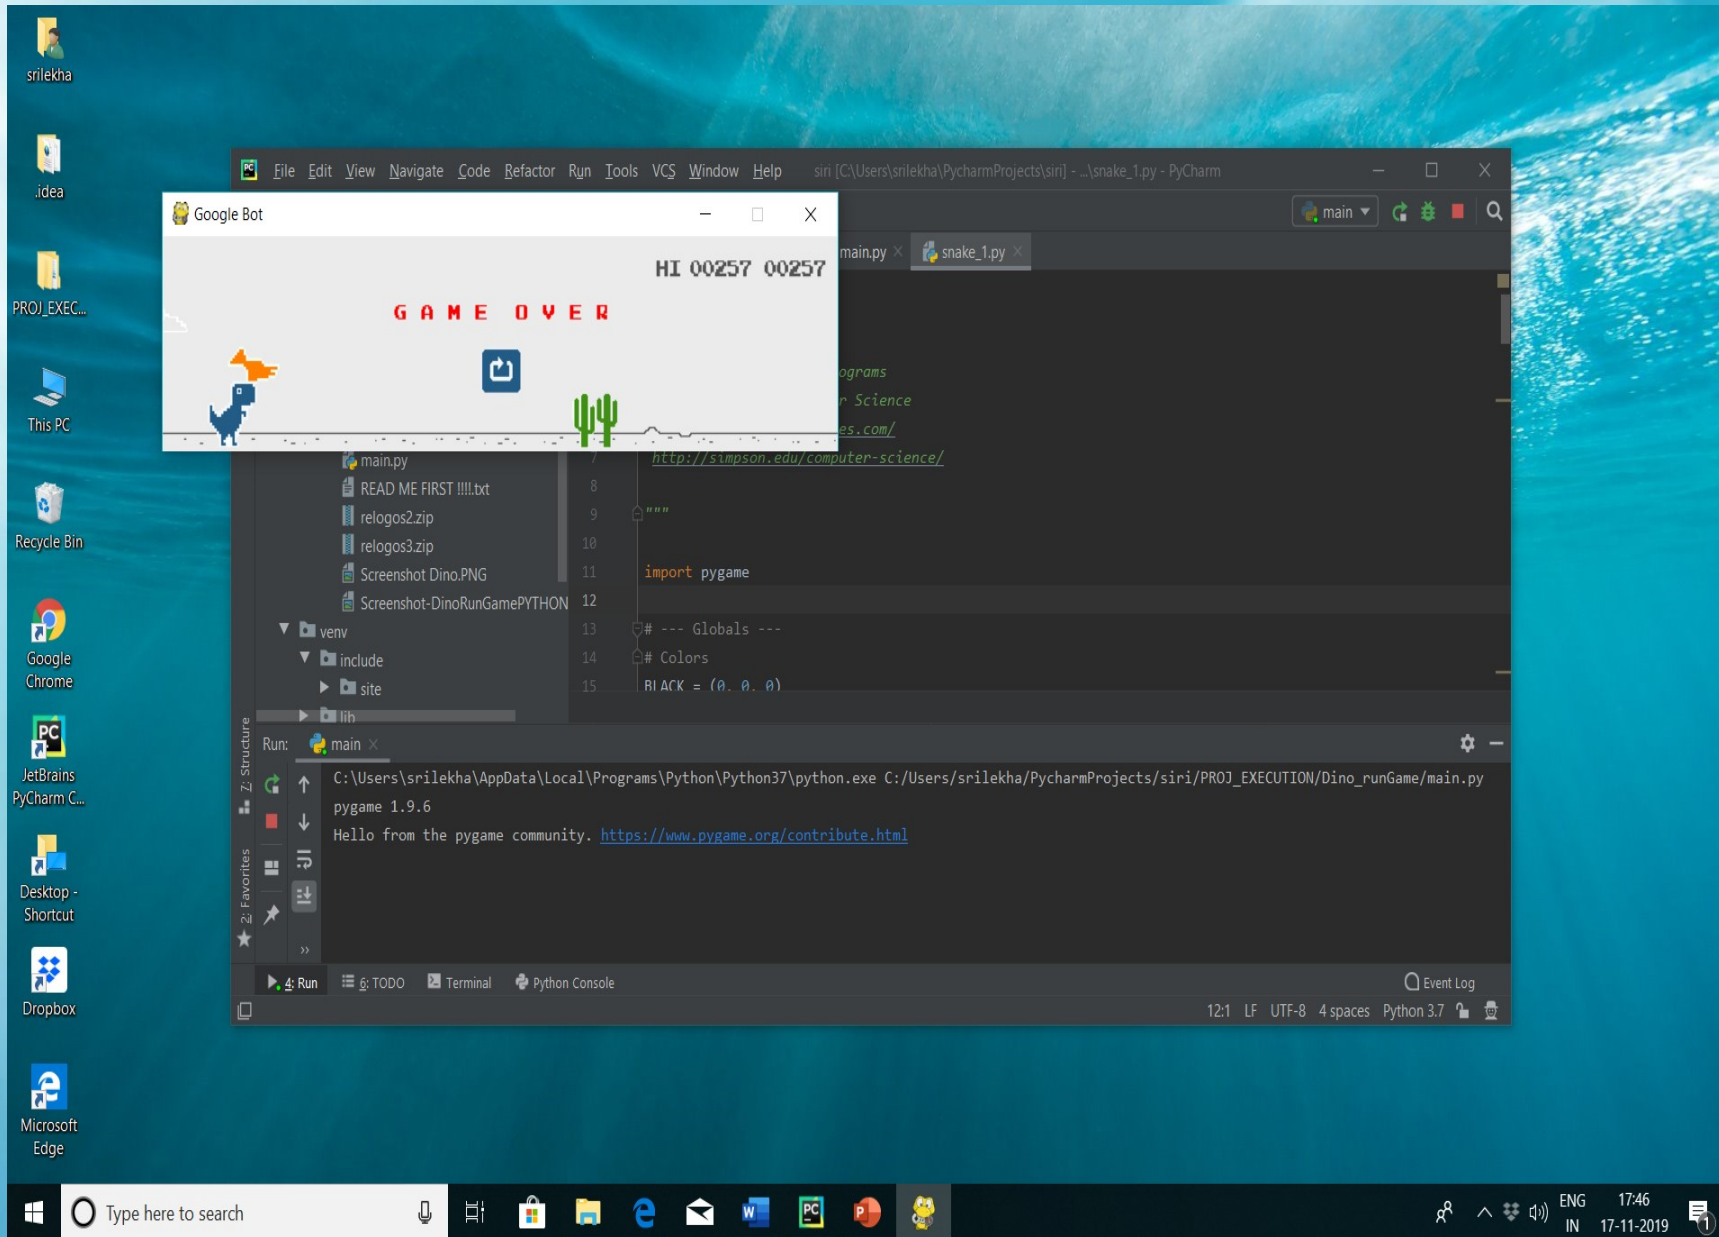 srilekha
.idea
PROJ_EXEC...
This PC
Recycle Bin
Google
Chrome
JetBrains
PyCharm C...
Desktop -
Shortcut
Dropbox
Microsoft
Edge
File Edit View Navigate Code Refactor Run Tools VCS Window Help siri [C:\Users\srilekha\PycharmProjects\siri] - ...\snake_1.py - PyCharm
Google Bot
main
main.py
snake_1.py
HI 00257 00257
GAME OVER
ograms
r Science
es.com/
7 http://simpson.edu/computer-science/
8
9 """
10
11 import pygame
12
13 # --- Globals ---
14 # Colors
15 BLACK = (0, 0, 0)
main.py
READ ME FIRST !!!!.txt
relogos2.zip
relogos3.zip
Screenshot Dino.PNG
Screenshot-DinoRunGamePYTHON
venv
include
site
lib
Z: Structure
2: Favorites
Run: main
C:\Users\srilekha\AppData\Local\Programs\Python\Python37\python.exe C:/Users/srilekha/PycharmProjects/siri/PROJ_EXECUTION/Dino_runGame/main.py
pygame 1.9.6
Hello from the pygame community. https://www.pygame.org/contribute.html
4: Run 6: TODO Terminal Python Console Event Log
12:1 LF UTF-8 4 spaces Python 3.7
Type here to search
ENG
IN
17:46
17-11-2019
1